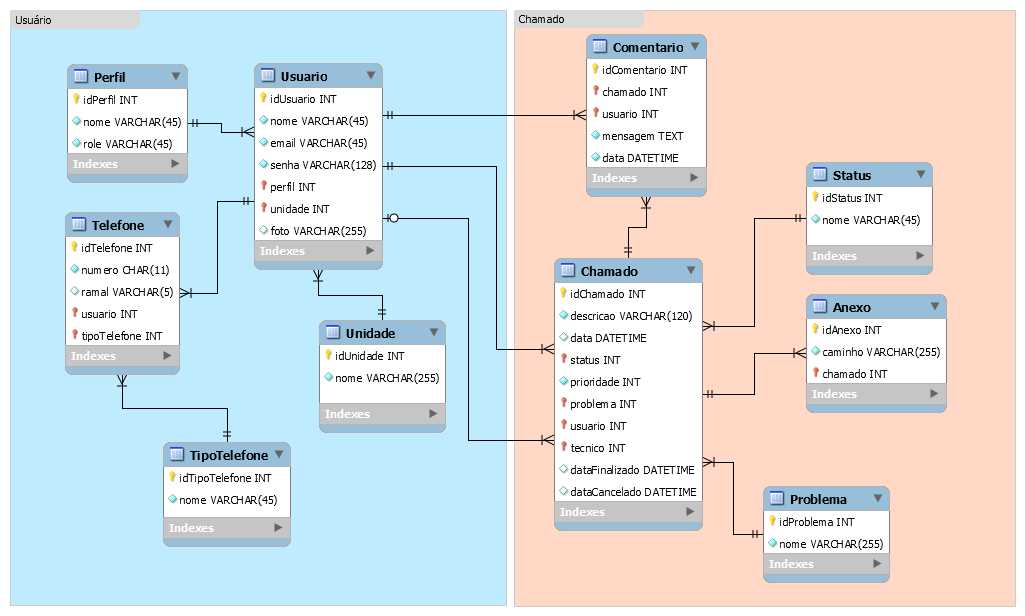 Usuário
Perfil
idPerfil INT
nome VARCHAR(45)
role VARCHAR(45)
Indexes
Usuario
idUsuario INT
nome VARCHAR(45)
email VARCHAR(45)
senha VARCHAR(128)
perfil INT
unidade INT
foto VARCHAR(255)
Indexes
Telefone
idTelefone INT
numero CHAR(11)
ramal VARCHAR(5)
usuario INT
tipoTelefone INT
Indexes
Unidade
idUnidade INT
nome VARCHAR(255)
Indexes
TipoTelefone
idTipoTelefone INT
nome VARCHAR(45)
Indexes
Chamado
Comentario
idComentario INT
chamado INT
usuario INT
mensagem TEXT
data DATETIME
Indexes
Status
idStatus INT
nome VARCHAR(45)
Indexes
Chamado
idChamado INT
descricao VARCHAR(120)
data DATETIME
status INT
prioridade INT
problema INT
usuario INT
tecnico INT
dataFinalizado DATETIME
dataCancelado DATETIME
Indexes
Anexo
idAnexo INT
caminho VARCHAR(255)
chamado INT
Indexes
Problema
idProblema INT
nome VARCHAR(255)
Indexes